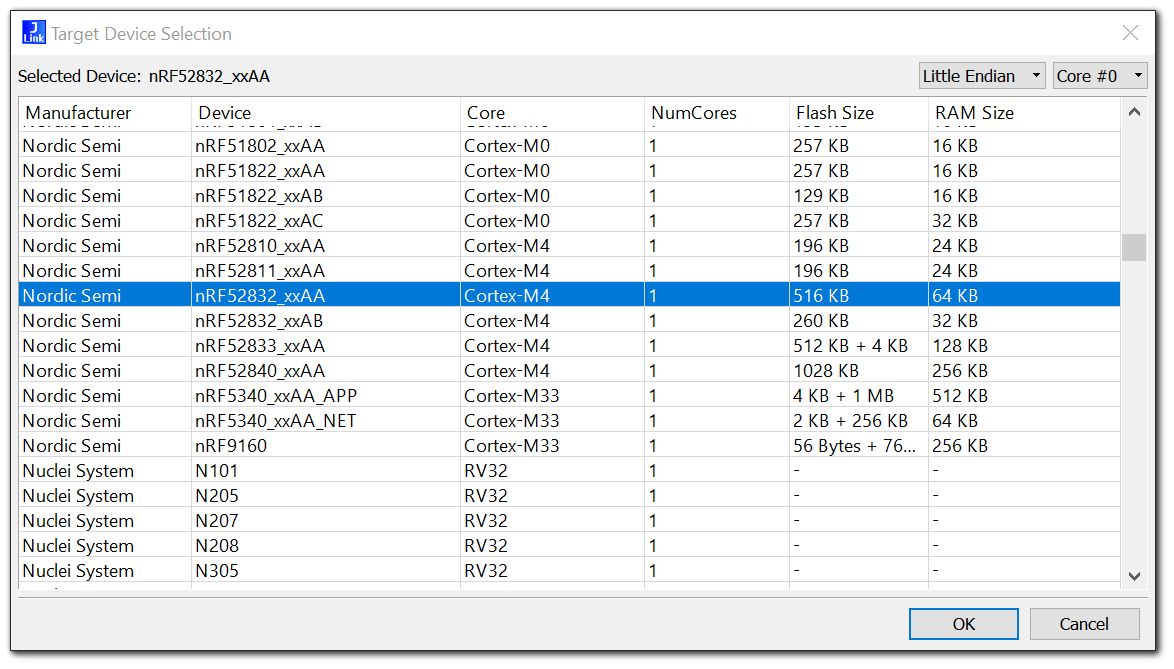 J Link Target Device Selection
Selected Device: nRF52832_xxAA Little Endian Core #0
Manufacturer Device Core NumCores Flash Size RAM Size
Nordic Semi nRF51802_xxAA Cortex-M0 1 257 KB 16 KB
Nordic Semi nRF51822_xxAA Cortex-M0 1 257 KB 16 KB
Nordic Semi nRF51822_xxAB Cortex-M0 1 129 KB 16 KB
Nordic Semi nRF51822_xxAC Cortex-M0 1 257 KB 32 KB
Nordic Semi nRF52810_xxAA Cortex-M4 1 196 KB 24 KB
Nordic Semi nRF52811_xxAA Cortex-M4 1 196 KB 24 KB
Nordic Semi nRF52832_xxAA Cortex-M4 1 516 KB 64 KB
Nordic Semi nRF52832_xxAB Cortex-M4 1 260 KB 32 KB
Nordic Semi nRF52833_xxAA Cortex-M4 1 512 KB + 4 KB 128 KB
Nordic Semi nRF52840_xxAA Cortex-M4 1 1028 KB 256 KB
Nordic Semi nRF5340_xxAA_APP Cortex-M33 1 4 KB + 1 MB 512 KB
Nordic Semi nRF5340_xxAA_NET Cortex-M33 1 2 KB + 256 KB 64 KB
Nordic Semi nRF9160 Cortex-M33 1 56 Bytes + 76... 256 KB
Nuclei System N101 RV32 1 - -
Nuclei System N205 RV32 1 - -
Nuclei System N207 RV32 1 - -
Nuclei System N208 RV32 1 - -
Nuclei System N305 RV32 1 - -
OK Cancel